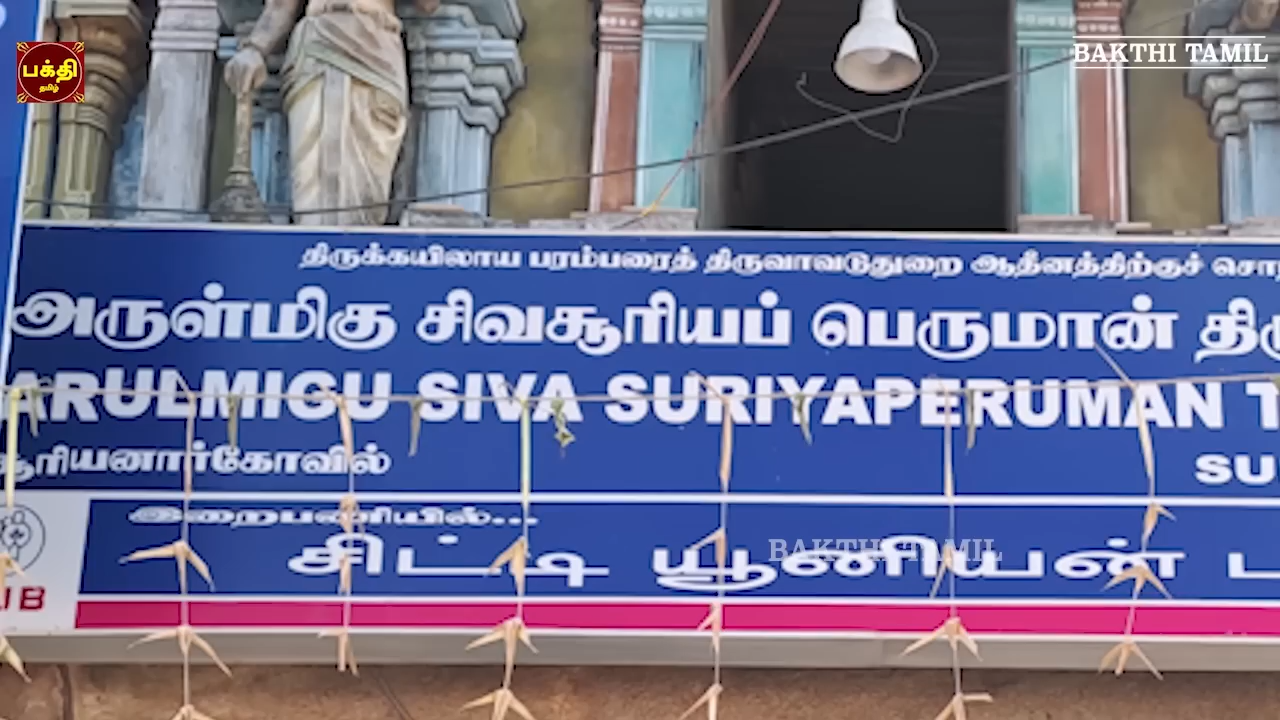 பக்தி
தமிழ்
BAKTHI TAMIL
திருக்கயிலாய பரம்பரைத் திருவாவடுதுறை ஆதீனத்திற்குச்
அருள்மிகு சிவசூரியப் பெருமான்
ARULMIGU SIVA SURIYAPERUMAN
சூரியனார்கோவில்
இறைபணியில்...
சிட்டி யூனியன்
BAKTHI TAMIL